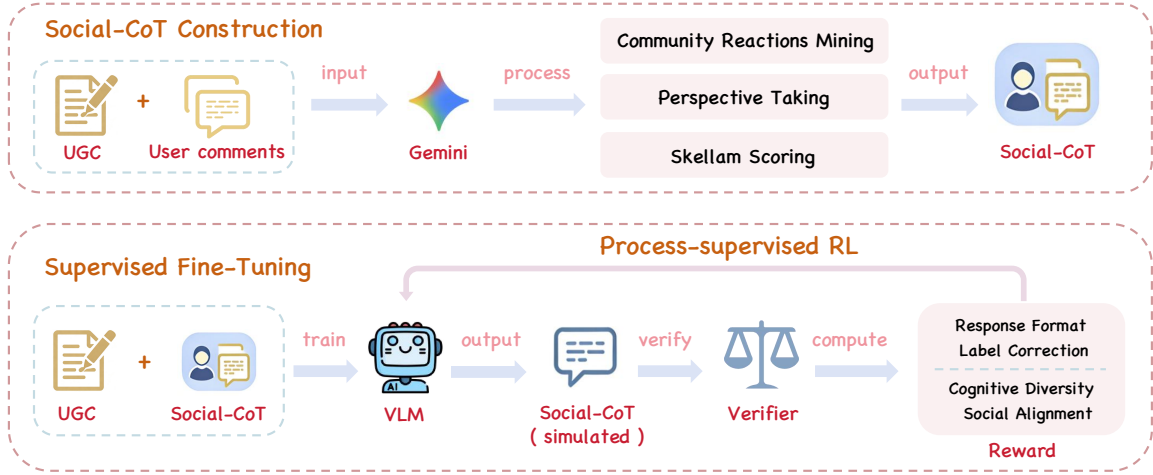 Social-CoT Construction
UGC
+
User comments
input
Gemini
process
Community Reactions Mining
Perspective Taking
Skellam Scoring
output
Social-CoT
Process-supervised RL
Supervised Fine-Tuning
UGC
+
Social-CoT
train
AI
VLM
output
Social-CoT
( simulated )
verify
Verifier
compute
Response Format
Label Correction
Cognitive Diversity
Social Alignment
Reward